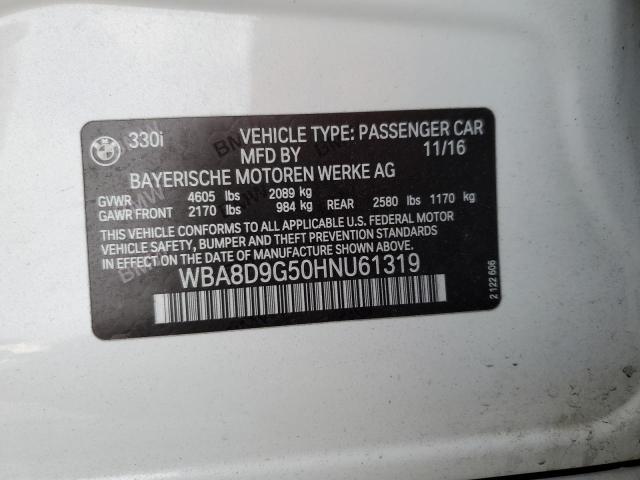 BMW 330i VEHICLE TYPE: PASSENGER CAR
MFD BY 11/16
BAYERISCHE MOTOREN WERKE AG
GVWR 4605 lbs 2089 kg
GAWR FRONT 2170 lbs 984 kg REAR 2580 lbs 1170 kg
THIS VEHICLE CONFORMS TO ALL APPLICABLE U.S. FEDERAL MOTOR
VEHICLE SAFETY, BUMPER AND THEFT PREVENTION STANDARDS
IN EFFECT ON THE DATE OF MANUFACTURE SHOWN ABOVE.
WBA8D9G50HNU61319
2 122 606